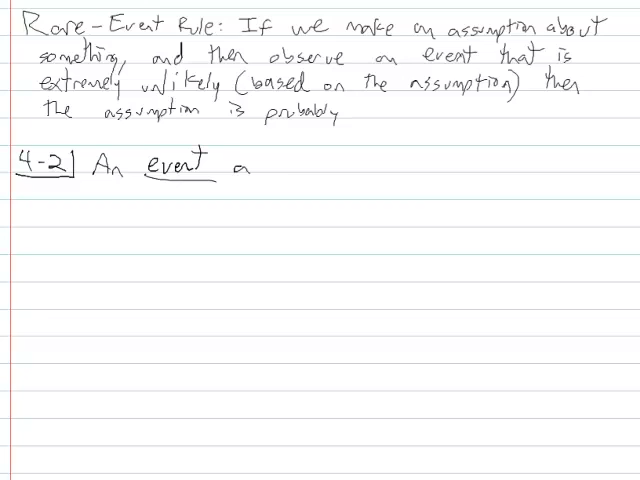 Rare-Event Rule: If we make an assumption about
something, and then observe an event that is
extremely unlikely (based on the assumption) then
the assumption is probably
4-2 An event a